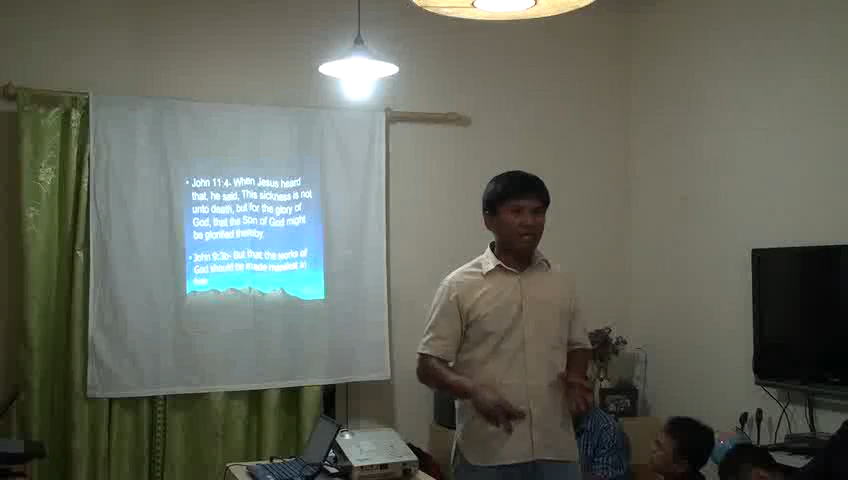 • John 11:4- When Jesus heard
that, he said, This sickness is not
unto death, but for the glory of
God, that the Son of God might
be glorified thereby.
• John 9:3b- But that the works of
God should be made manifest in